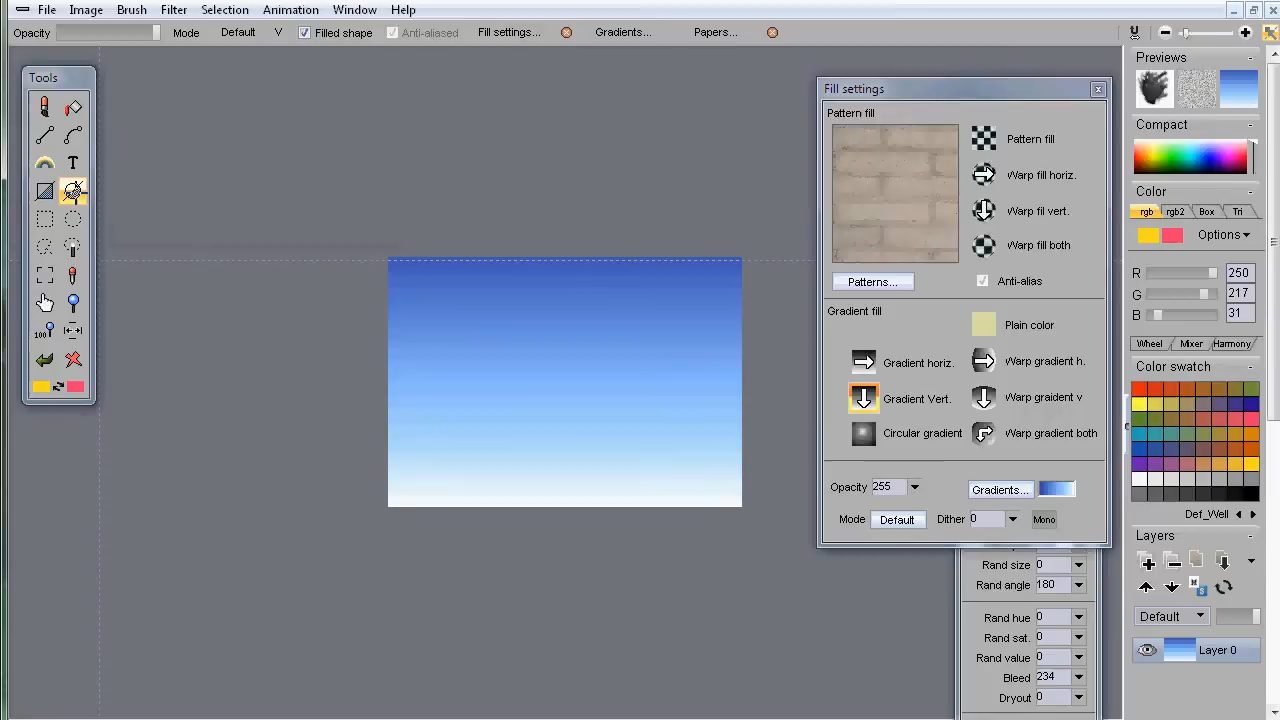 File Image Brush Filter Selection Animation Window Help
Opacity Mode Default V Filled shape Anti-aliased Fill settings... Gradients... Papers...
Tools
T
100
Fill settings
Pattern fill
Pattern fill
Warp fill horiz.
Warp fil vert.
Warp fill both
Patterns... Anti-alias
Gradient fill
Plain color
Gradient horiz. Warp gradient h.
Gradient Vert. Warp graident v
Circular gradient Warp gradient both
Opacity 255 Gradients...
Mode Default Dither 0 Mono
Rand size 0
Rand angle 180
Rand hue 0
Rand sat. 0
Rand value 0
Bleed 234
Dryout 0
Previews -
Compact -
Color -
rgb rgb2 Box Tri
Options
R 250
G 217
B 31
Wheel Mixer Harmony
Color swatch -
Def_Well
Layers -
M S
Default
Layer 0